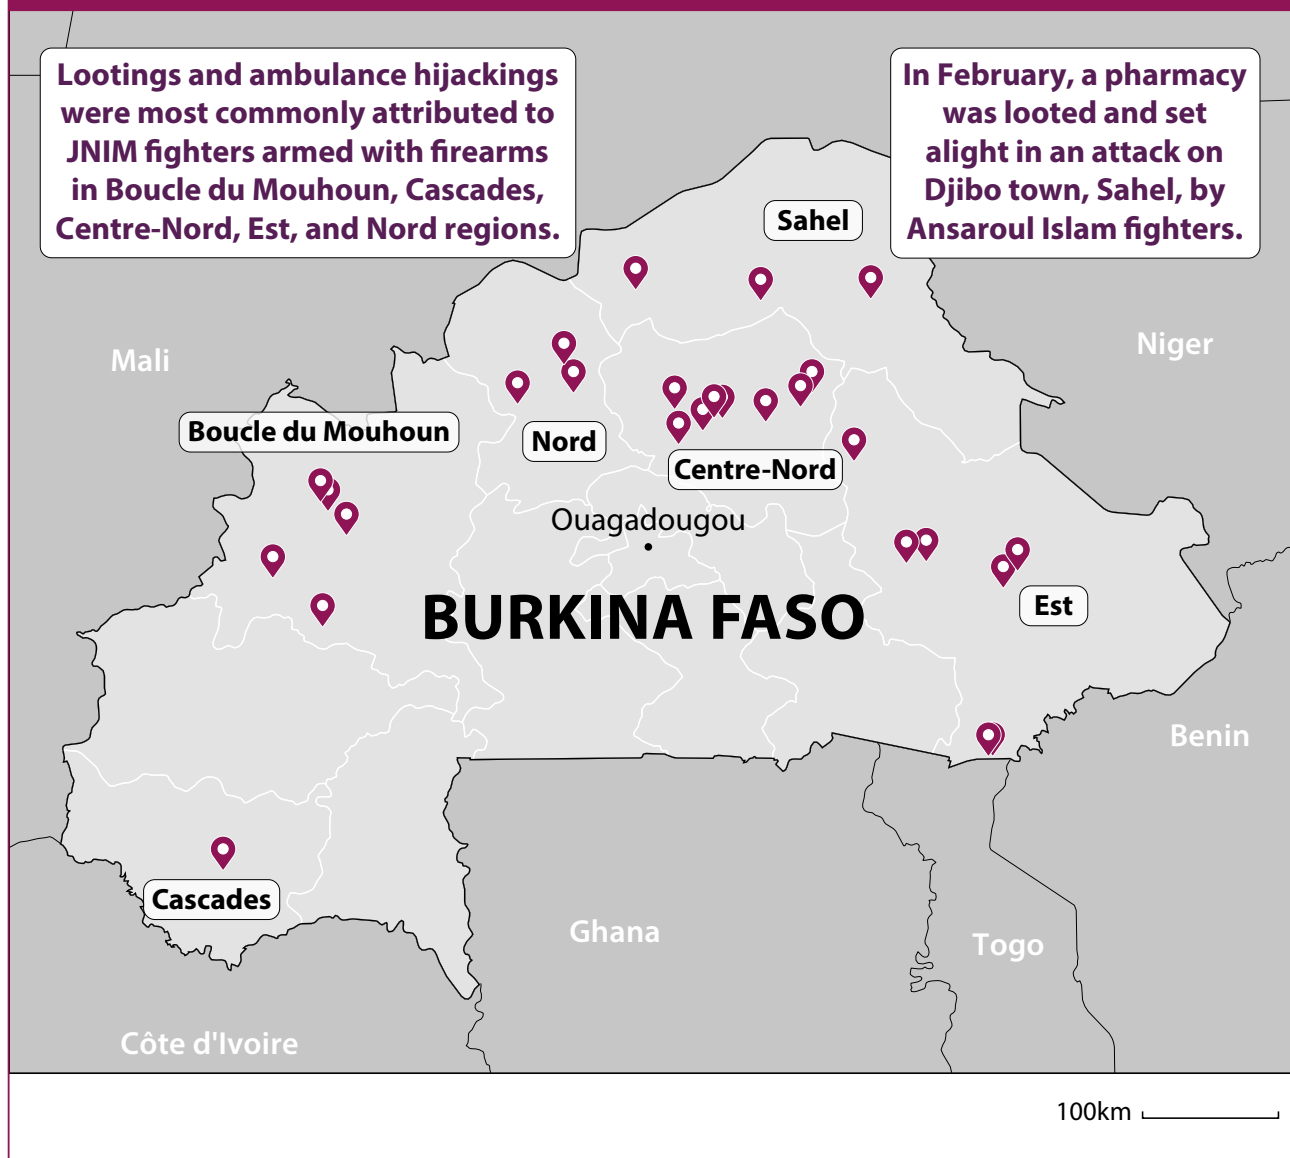 Lootings and ambulance hijackings
were most commonly attributed to
JNIM fighters armed with firearms
in Boucle du Mouhoun, Cascades,
Centre-Nord, Est, and Nord regions.
In February, a pharmacy
was looted and set
alight in an attack on
Djibo town, Sahel, by
Ansaroul Islam fighters.
Sahel
Mali
Niger
Boucle du Mouhoun
Nord
Centre-Nord
Ouagadougou
BURKINA FASO
Est
Benin
Cascades
Ghana
Togo
Côte d'Ivoire
100km